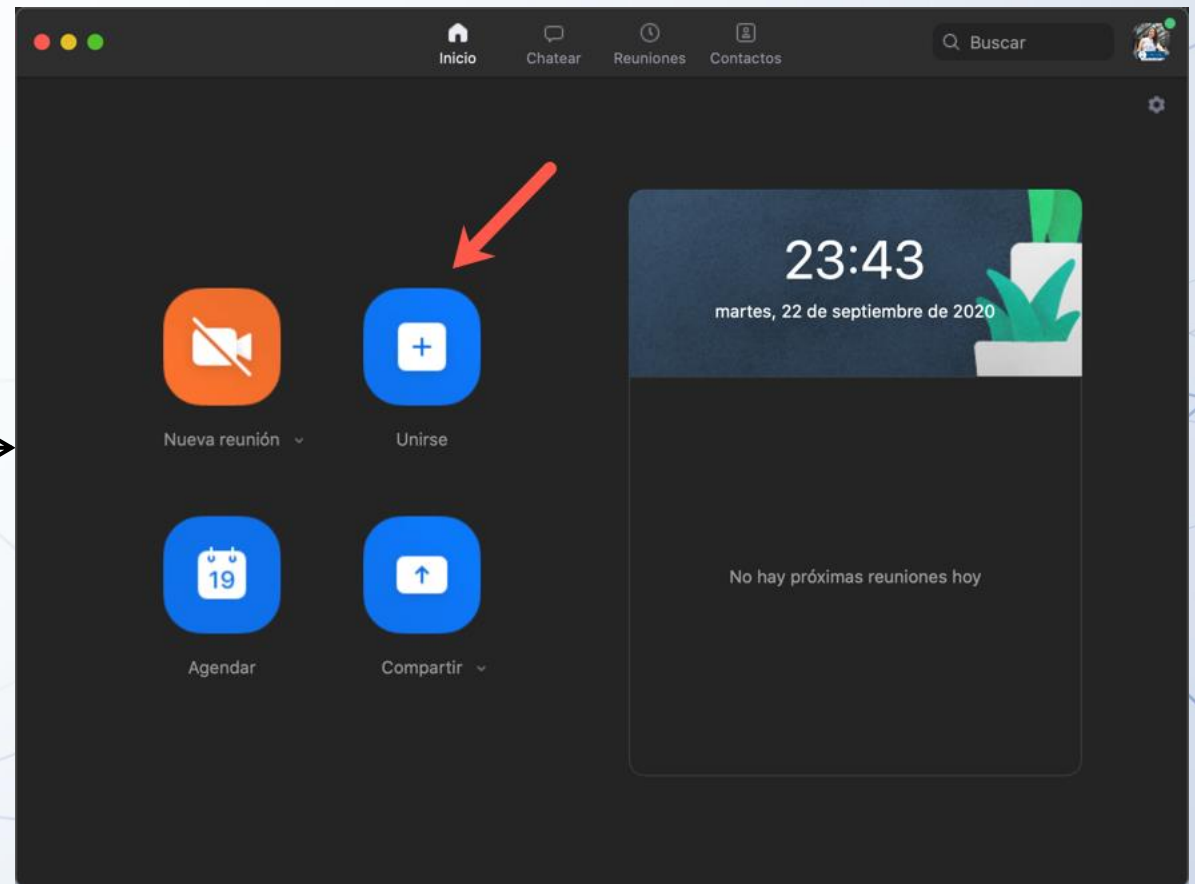 Inicio
Chatear
Reuniones
Contactos
Buscar
23:43
martes, 22 de septiembre de 2020
Nueva reunión
Unirse
19
Agendar
Compartir
No hay próximas reuniones hoy